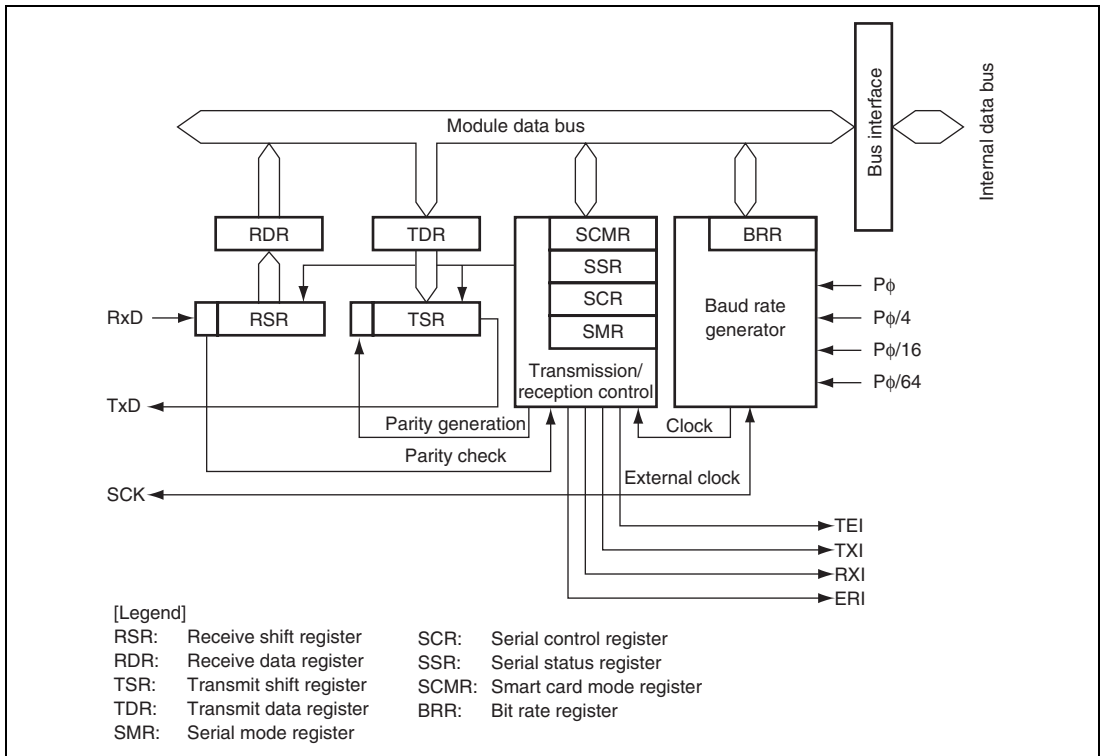 Module data bus
Bus interface
Internal data bus
RDR
TDR
SCMR
BRR
SSR
SCR
SMR
RxD
RSR
TSR
Baud rate
generator
Pϕ
Pϕ/4
Pϕ/16
Pϕ/64
Transmission/
reception control
TxD
Parity generation
Clock
Parity check
External clock
SCK
TEI
TXI
RXI
ERI
[Legend]
RSR: Receive shift register
RDR: Receive data register
TSR: Transmit shift register
TDR: Transmit data register
SMR: Serial mode register
SCR: Serial control register
SSR: Serial status register
SCMR: Smart card mode register
BRR: Bit rate register